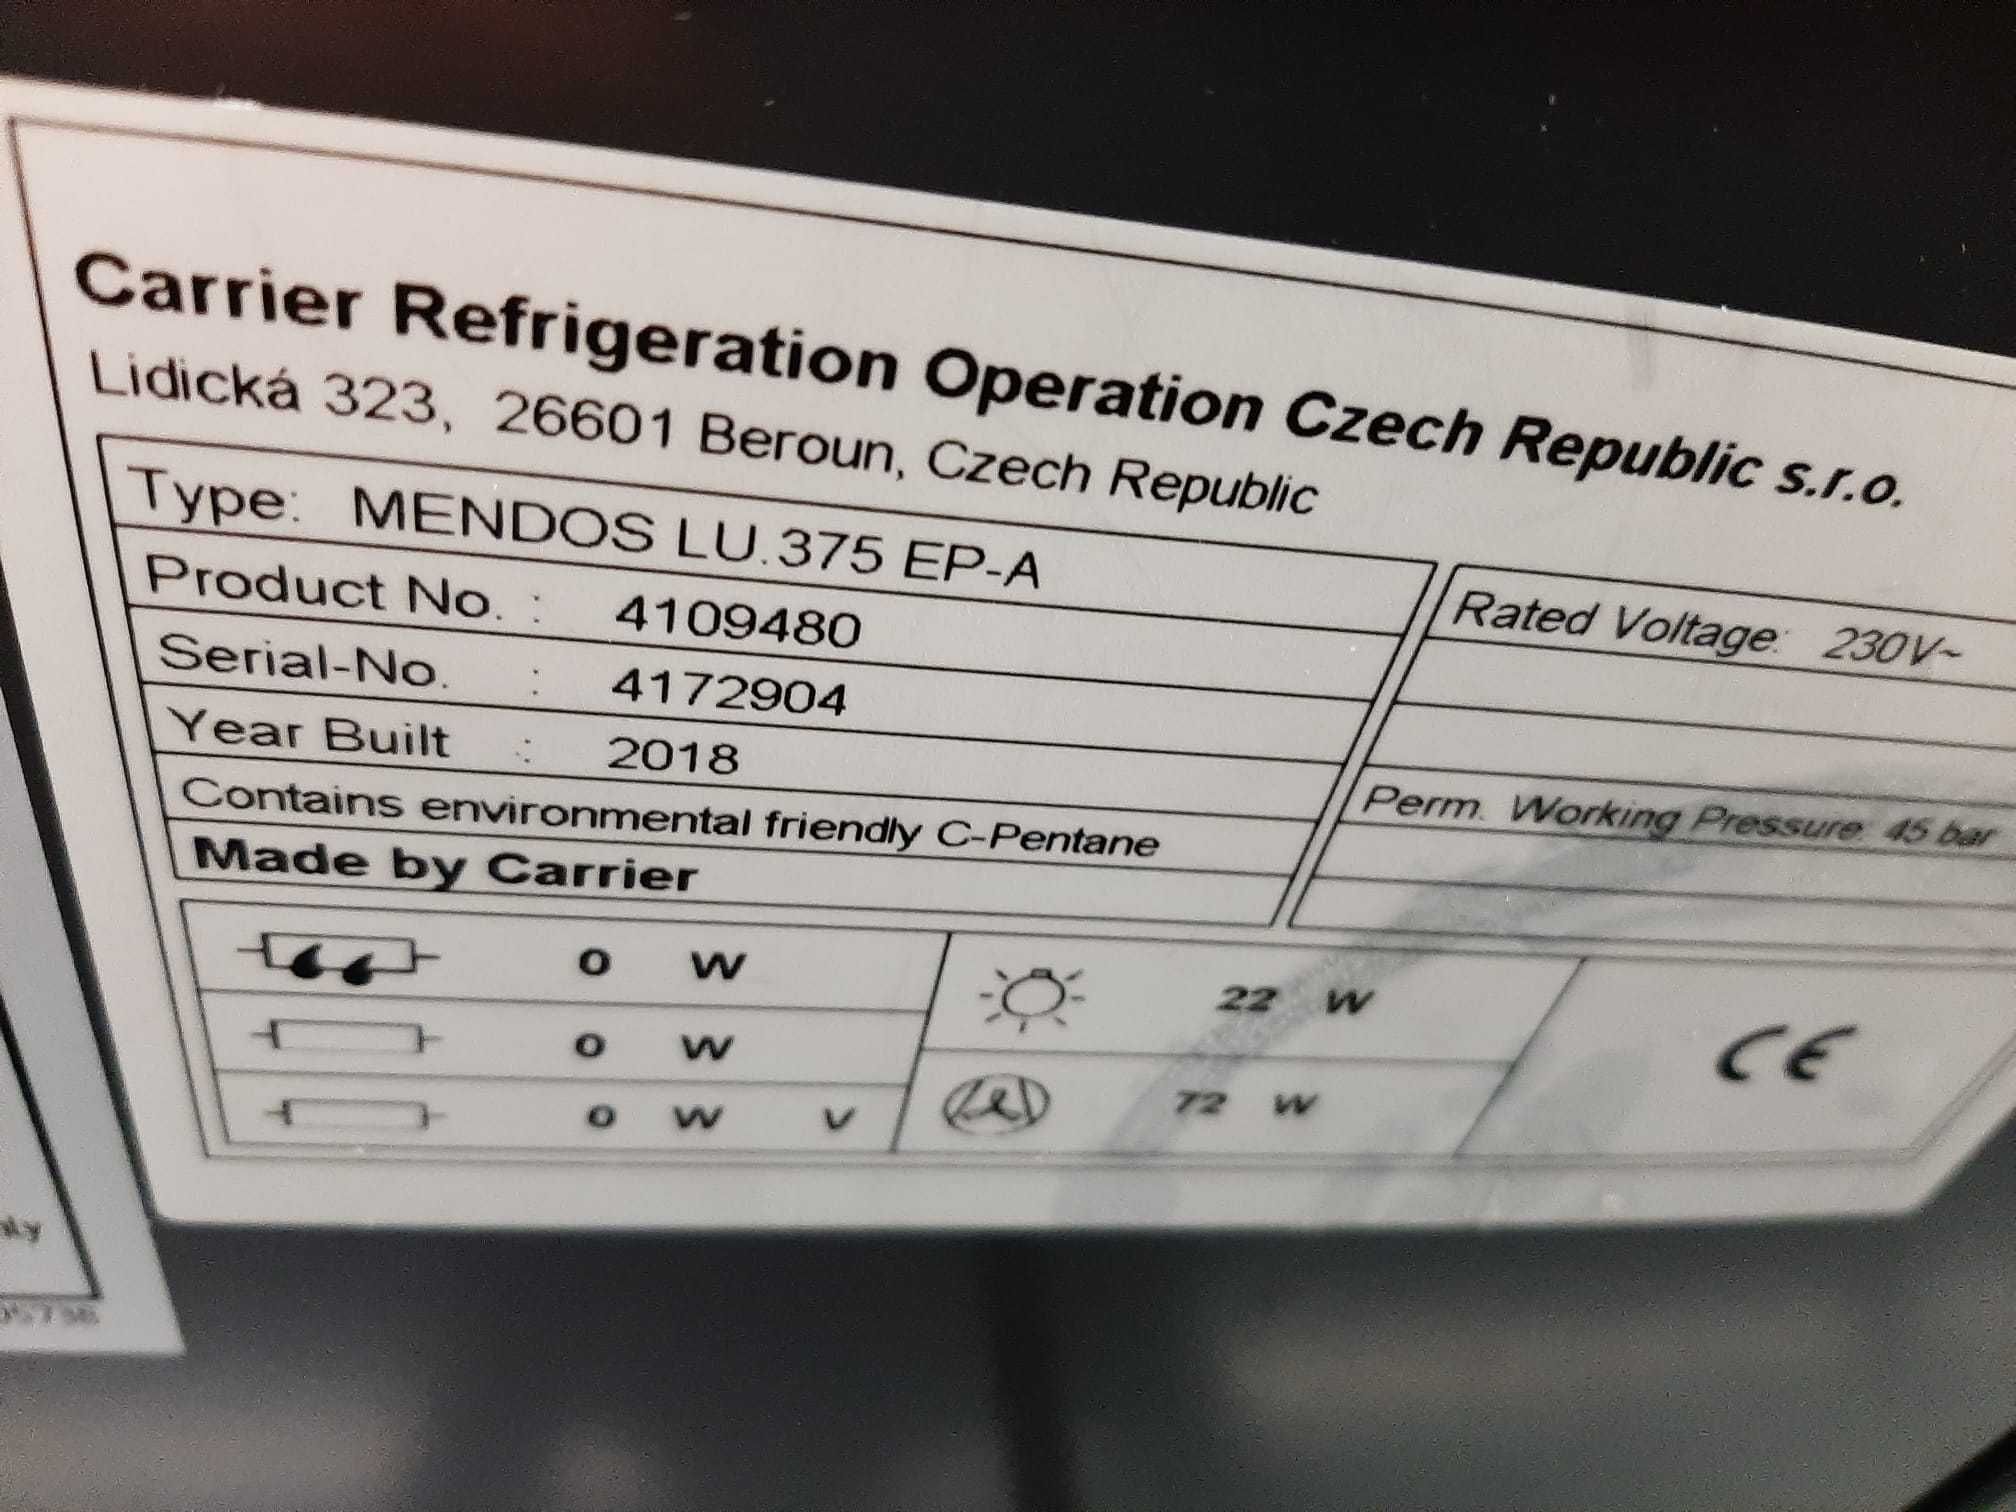 Carrier Refrigeration Operation Czech Republic s.r.o.
Lidická 323, 26601 Beroun, Czech Republic
Type: MENDOS LU.375 EP-A
Product No. : 4109480
Serial-No. : 4172904
Year Built : 2018
Contains environmental friendly C-Pentane
Made by Carrier
Rated Voltage: 230V~
Perm. Working Pressure: 45 bar
0 W
0 W
0 W V
22 W
72 W
CE